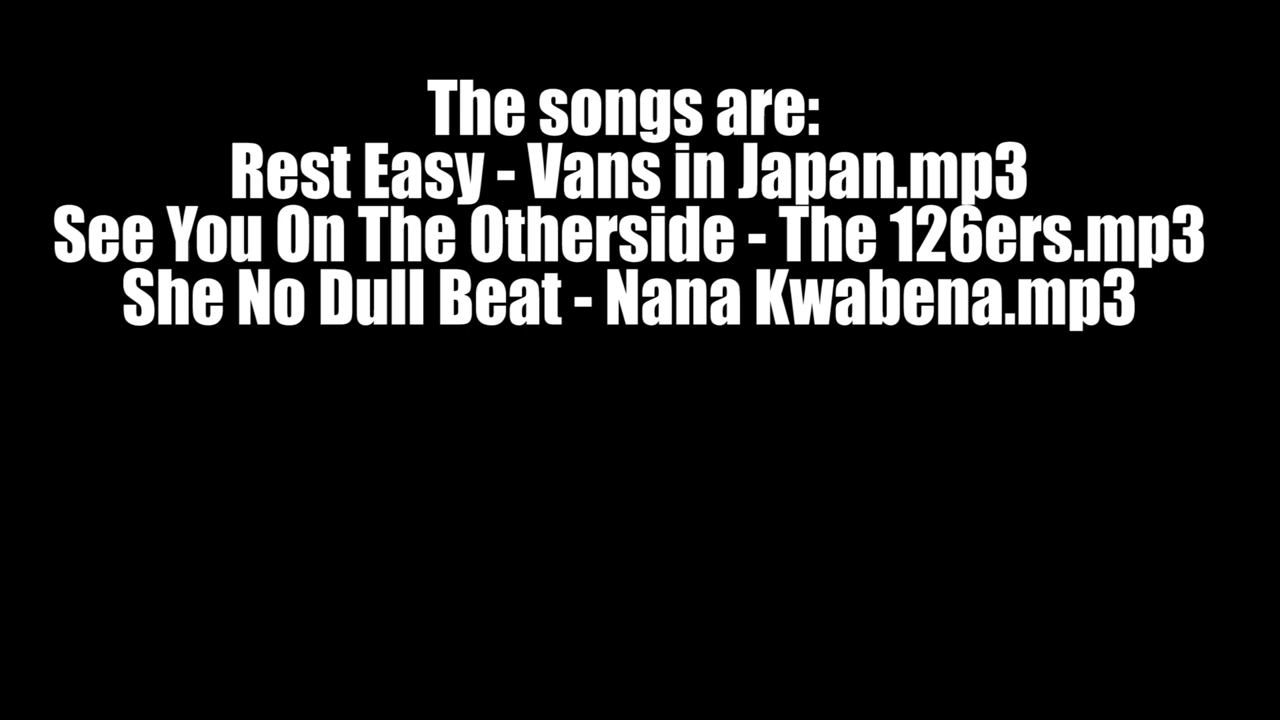 The songs are:
Rest Easy - Vans in Japan.mp3
See You On The Otherside - The 126ers.mp3
She No Dull Beat - Nana Kwabena.mp3